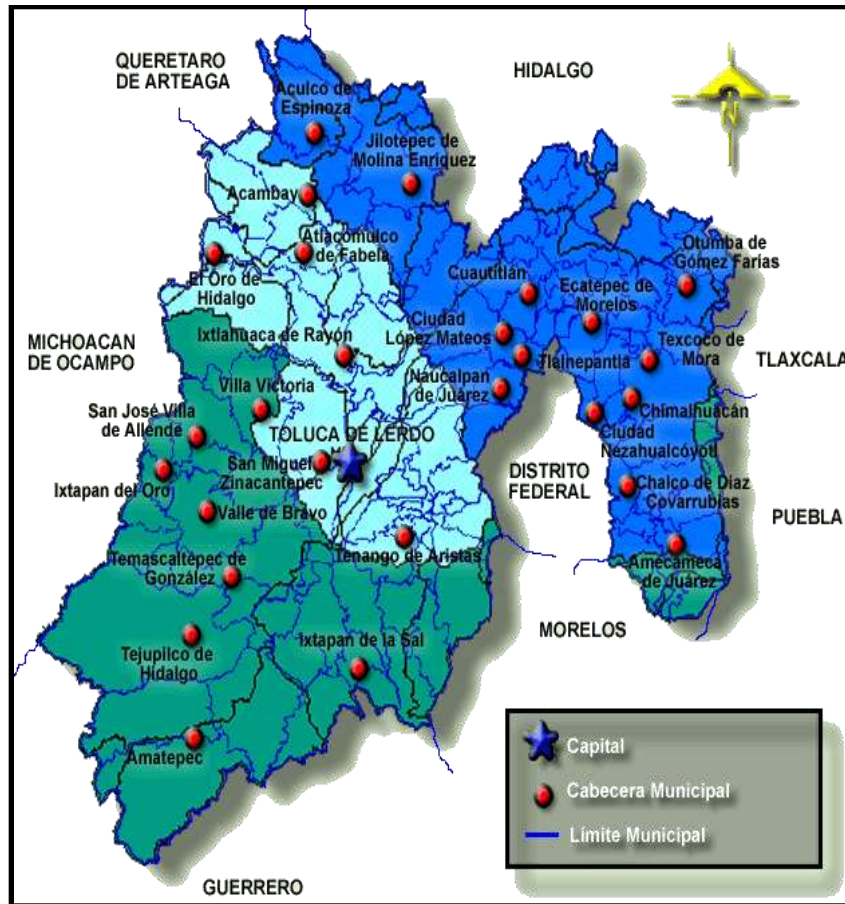 QUERETARO
DE ARTEAGA
HIDALGO
Aculco de
Espinoza
Jilotepec de
Molina Enríquez
N
Acambay
Atlacomulco
de Fabela
Otumba de
Gómez Farías
Cuautitlán
El Oro de
Hidalgo
Ecatepec de
Morelos
Ixtlahuaca de Rayón
Ciudad
López Mateos
MICHOACAN
DE OCAMPO
Texcoco de
Mora
Tlalnepantla
TLAXCALA
Naucalpan
de Juárez
Villa Victoria
San José Villa
de Allende
Chimalhuacán
TOLUCA DE LERDO
Ciudad
Nezahualcóyotl
San Miguel
Zinacantepec
DISTRITO
FEDERAL
Ixtapan del Oro
Chalco de Díaz
Covarrubias
Valle de Bravo
PUEBLA
Tenango de Aristas
Temascaltepec de
González
Amecameca
de Juárez
MORELOS
Ixtapan de la Sal
Tejupilco de
Hidalgo
Amatepec
Capital
Cabecera Municipal
Límite Municipal
GUERRERO